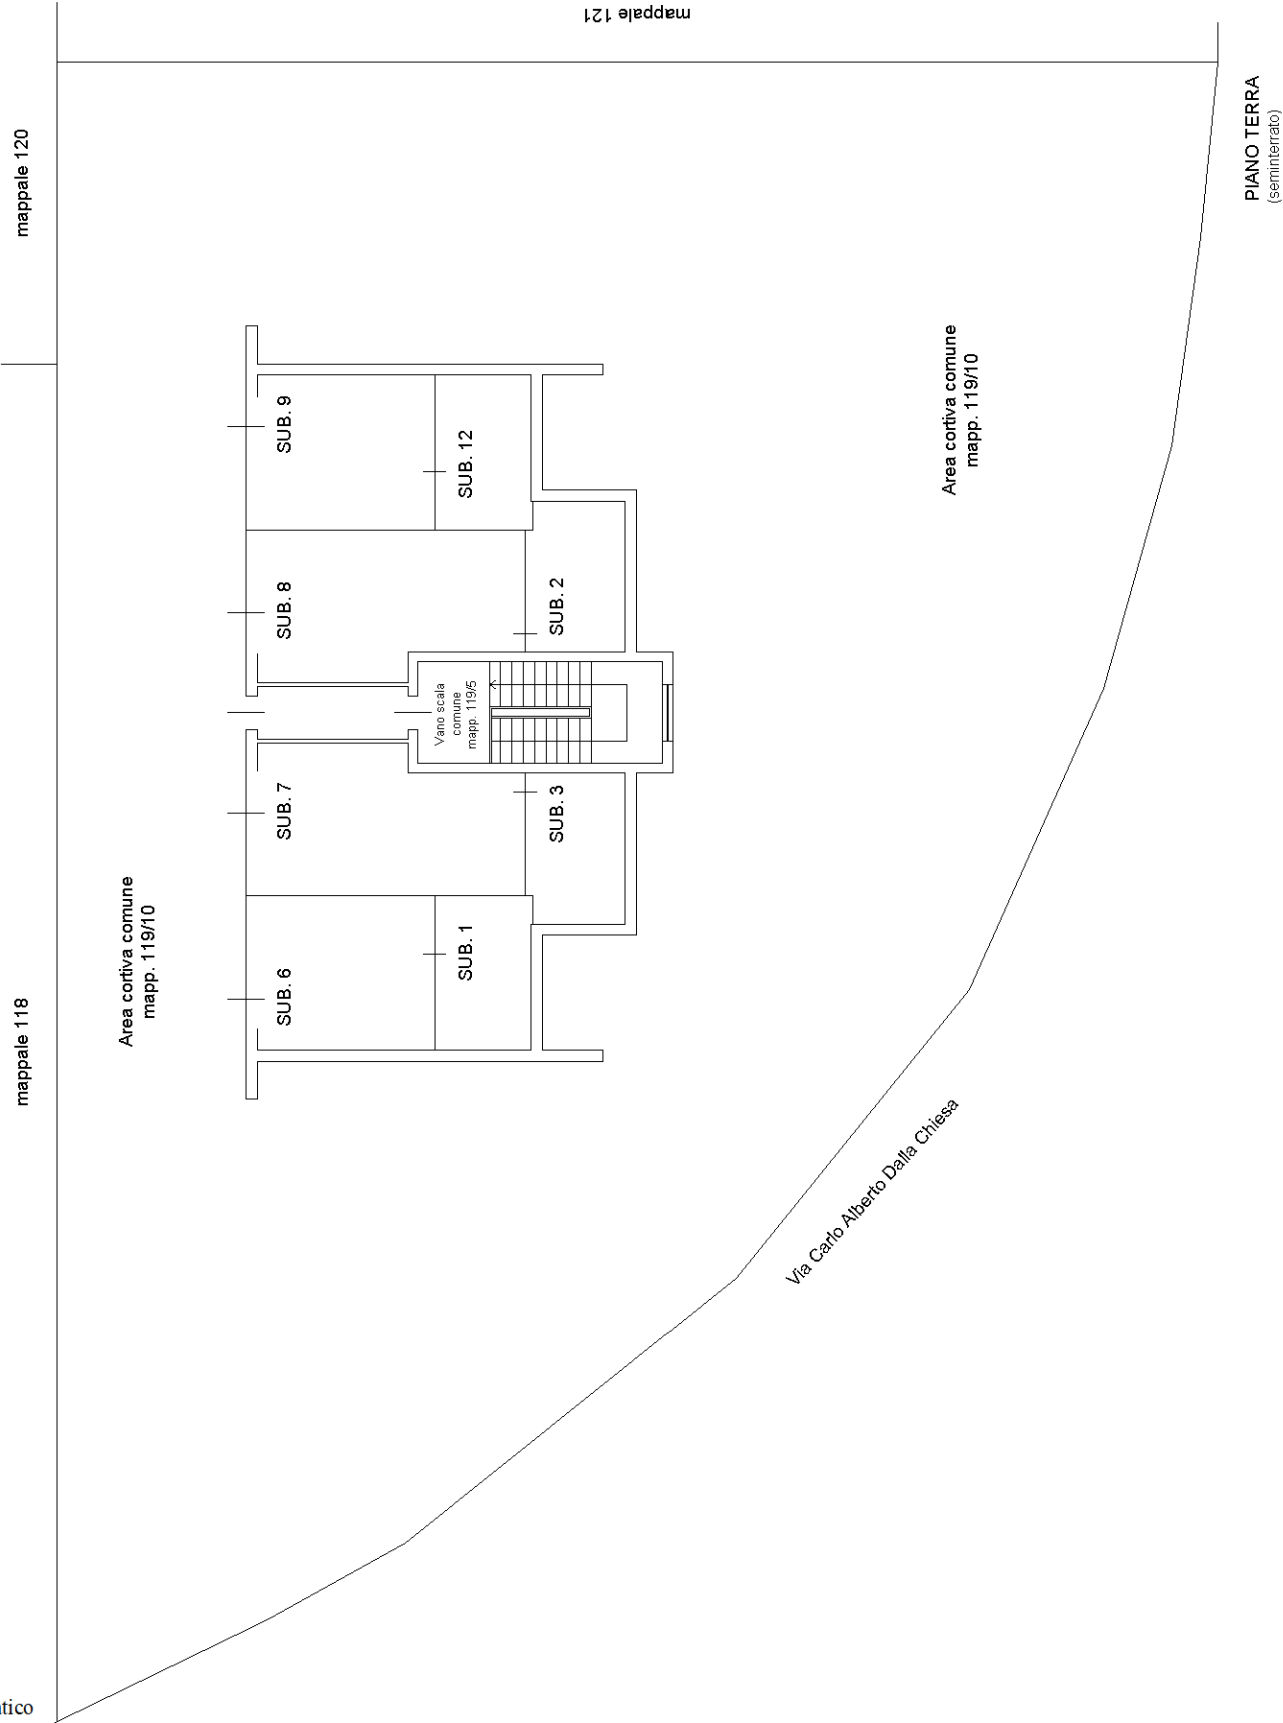 mappale 121
mappale 120
mappale 118
PIANO TERRA
(seminterrato)
Area cortiva comune
mapp. 119/10
Area cortiva comune
mapp. 119/10
SUB. 6
SUB. 7
SUB. 8
SUB. 9
SUB. 1
SUB. 12
Vano scala
comune
mapp. 119/5
SUB. 3
SUB. 2
Via Carlo Alberto Dalla Chiesa